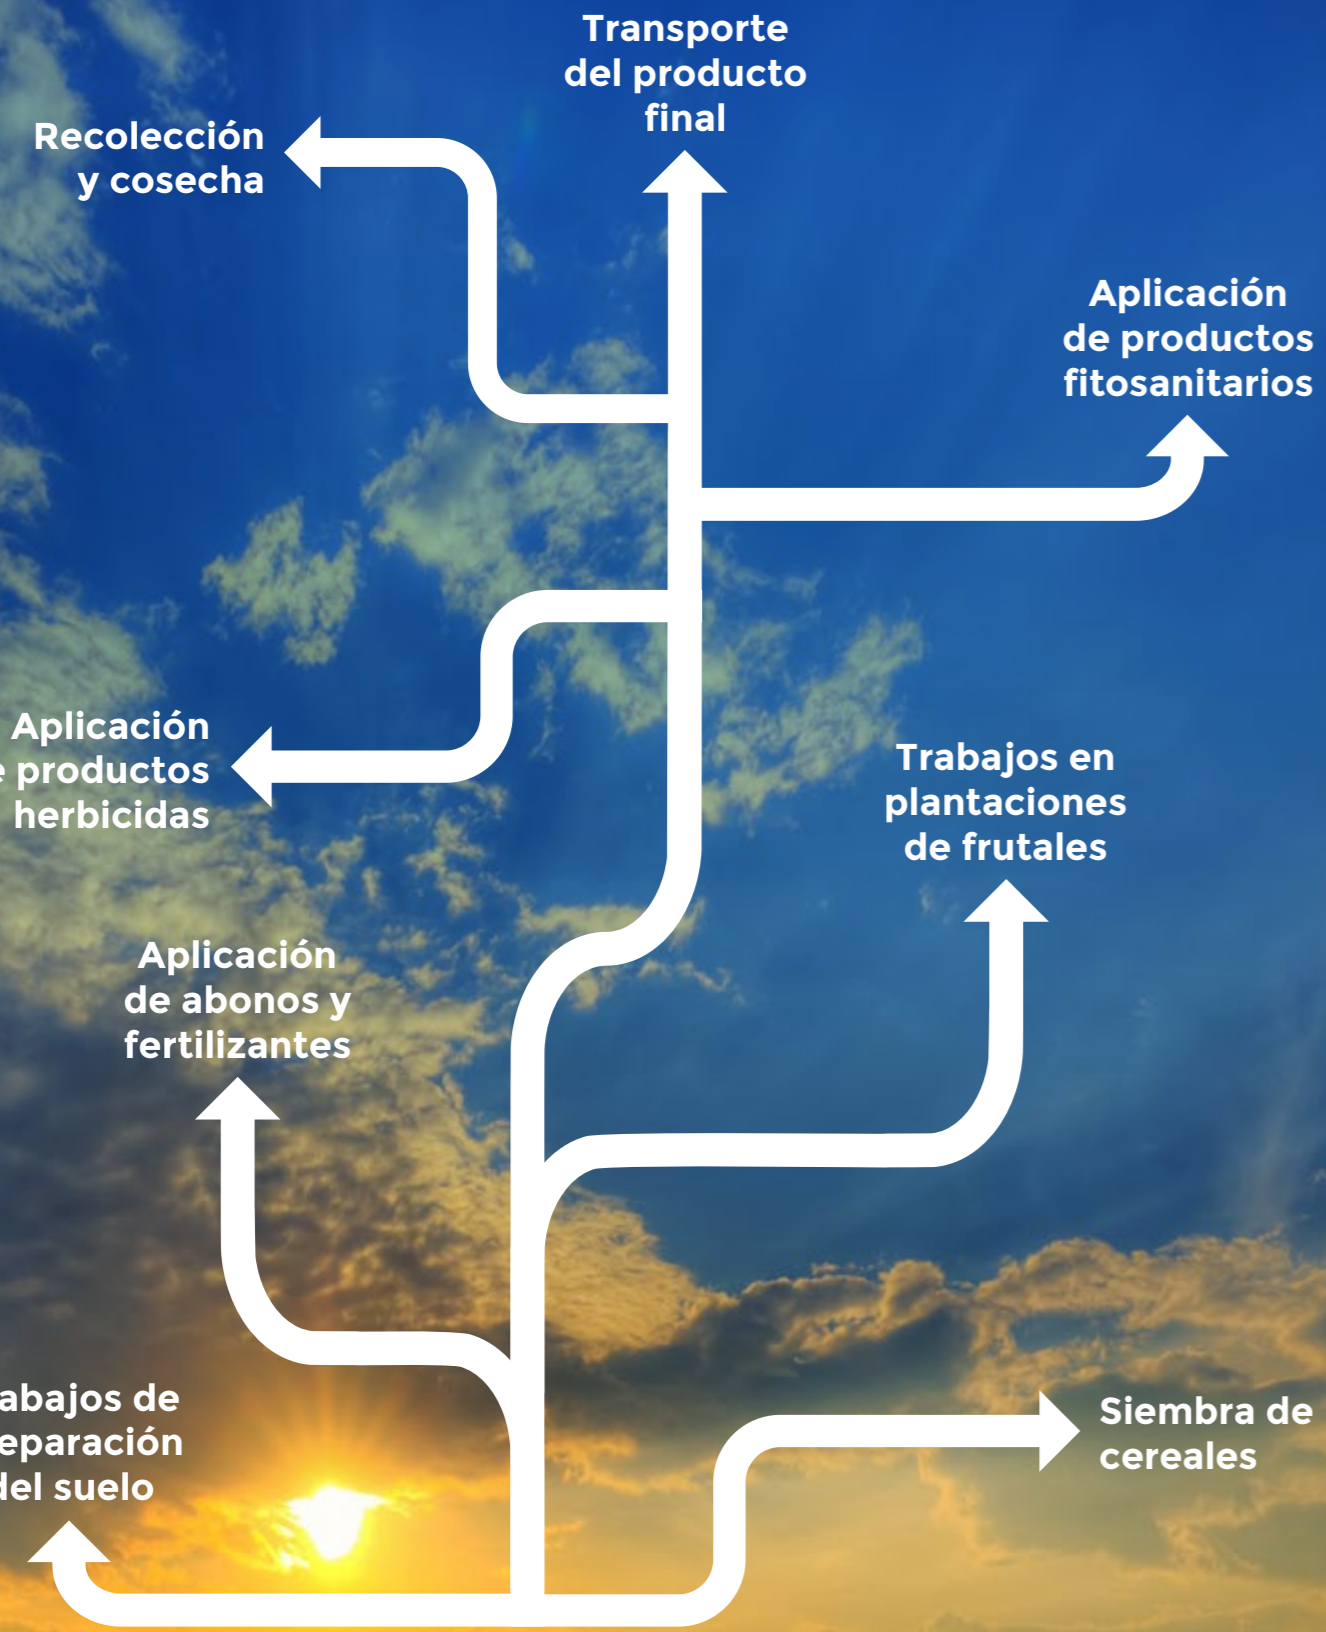 Transporte
del producto
final
Recolección
y cosecha
Aplicación
de productos
fitosanitarios
Aplicación
productos
herbicidas
Trabajos en
plantaciones
de frutales
Aplicación
de abonos y
fertilizantes
abajos de
eparación
del suelo
Siembra de
cereales